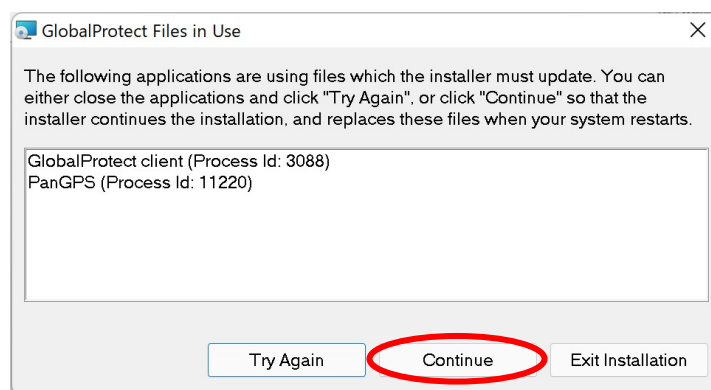 GlobalProtect Files in Use
The following applications are using files which the installer must update. You can
either close the applications and click "Try Again", or click "Continue" so that the
installer continues the installation, and replaces these files when your system restarts.
GlobalProtect client (Process Id: 3088)
PanGPS (Process Id: 11220)
Try Again Continue Exit Installation